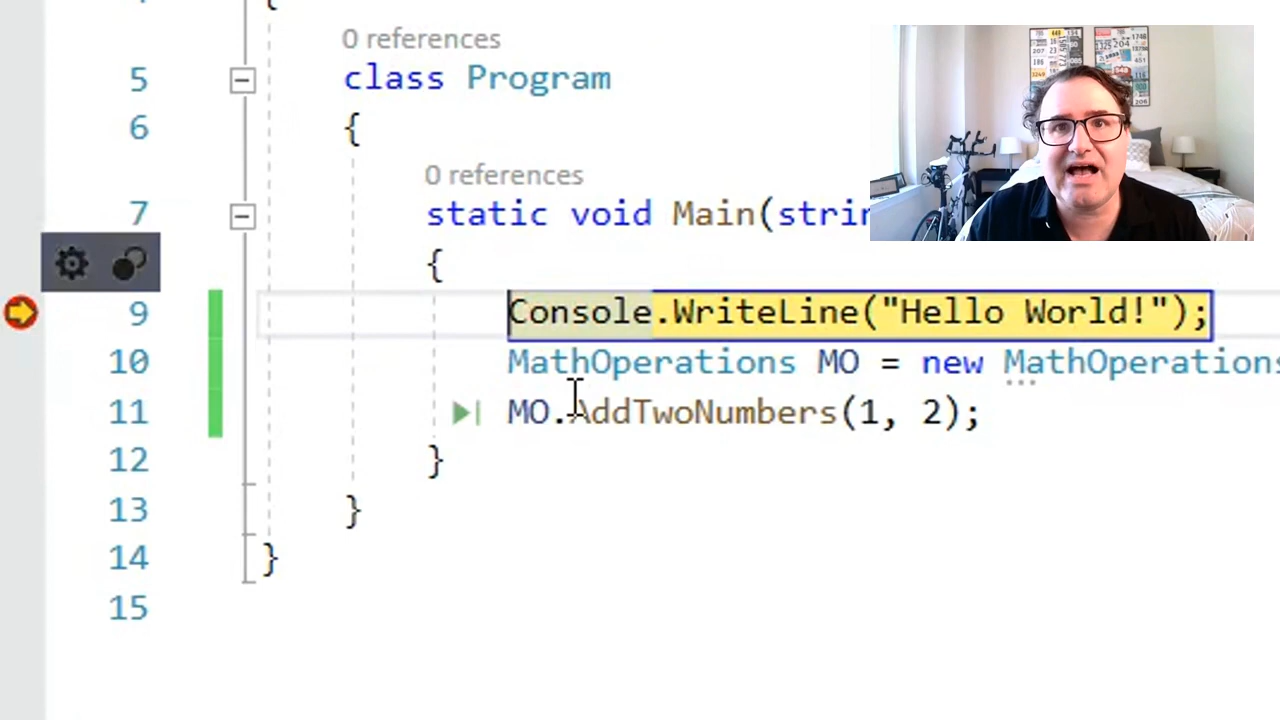 {
0 references
5 class Program
6 {
0 references
7 static void Main(strin
{
9 Console.WriteLine("Hello World!");
10 MathOperations MO = new MathOperations
11 MO.AddTwoNumbers(1, 2);
12 }
13 }
14 }
15